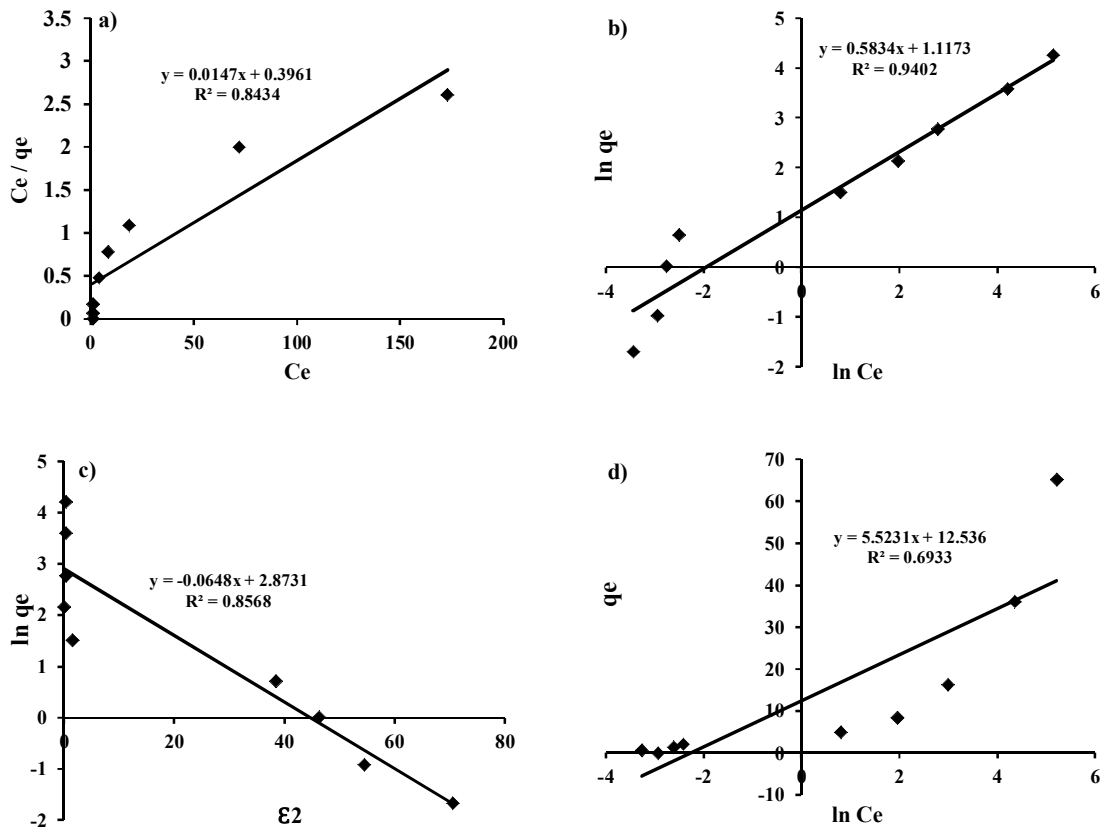 a)
3.5
3
2.5
2
1.5
1
0.5
0
0
50
100
150
200
Ce / qe
Ce
y = 0.0147x + 0.3961
R² = 0.8434
b)
5
4
3
2
1
0
-1
-2
-4
-2
0
2
4
6
ln qe
ln Ce
y = 0.5834x + 1.1173
R² = 0.9402
c)
5
4
3
2
1
0
-1
-2
0
20
40
60
80
ln qe
ε2
y = -0.0648x + 2.8731
R² = 0.8568
d)
70
60
50
40
30
20
10
0
-10
-4
-2
0
2
4
6
qe
ln Ce
y = 5.5231x + 12.536
R² = 0.6933